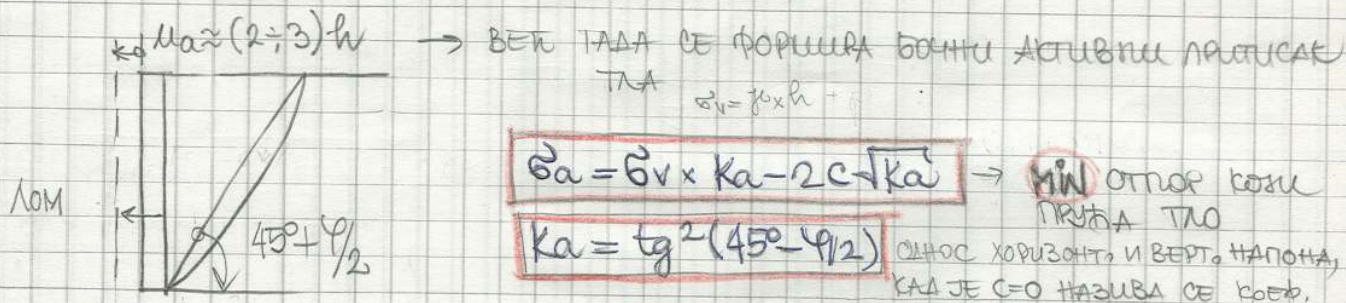 Ua≈(2÷3)h → ВЕЋ ТАДА СЕ ФОРМИРА БОЧНИ АКТИВНИ ПРИТИСАК
ТЛА
σv=γ×h
σa = σv × Ka - 2c√Ka → MIN ОТПОР КОЈИ
ПРУЖА ТЛО
ЛОМ
45°+φ/2
Ka = tg²(45°-φ/2) ОДНОС ХОРИЗОНТ. И ВЕРТ. НАПОНА,
КАД ЈЕ C=0 НАЗИВА СЕ КОЕФ.